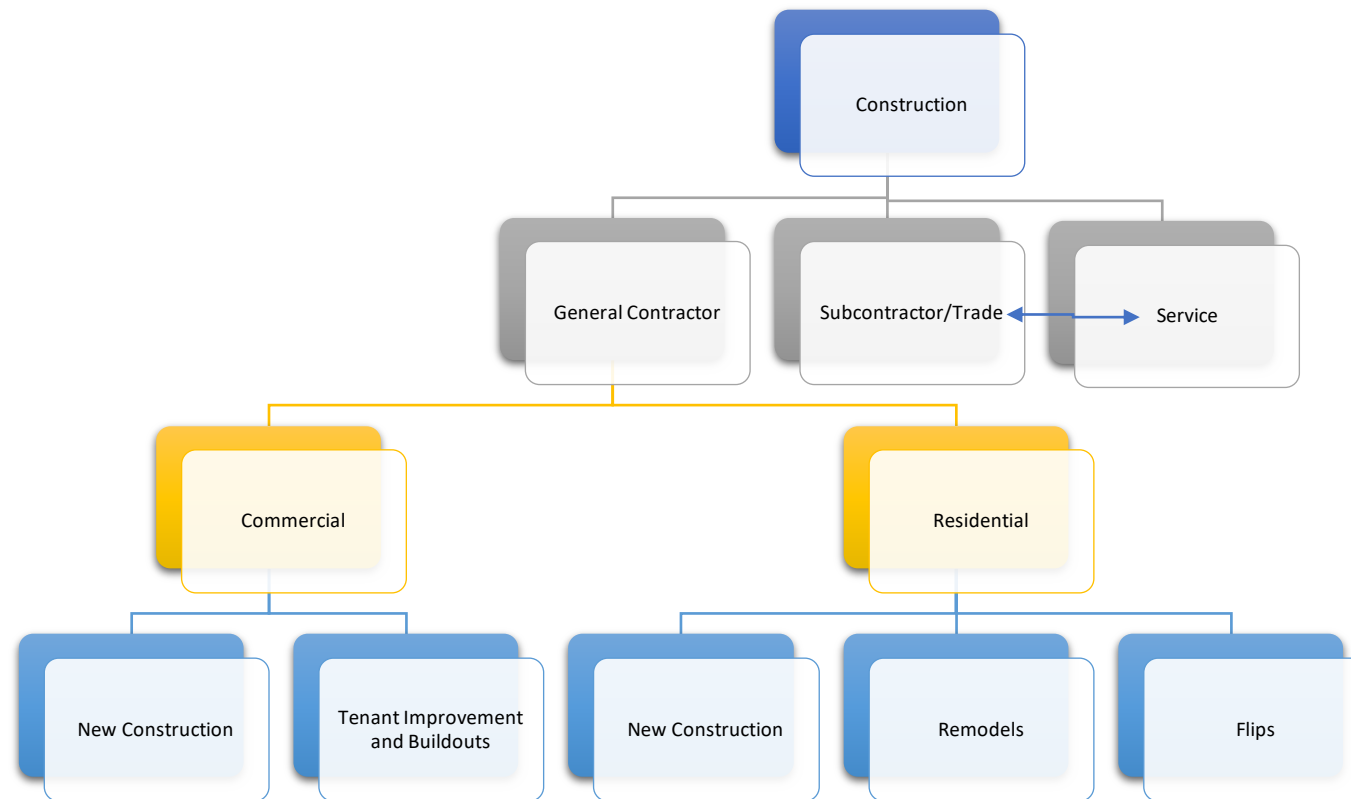 Construction
General Contractor
Subcontractor/Trade
Service
Commercial
Residential
New Construction
Tenant Improvement
and Buildouts
New Construction
Remodels
Flips